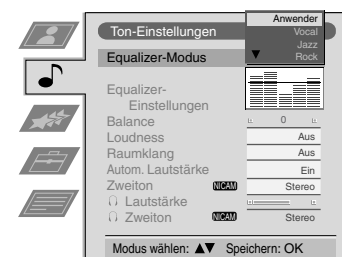 Ton-Einstellungen
Anwender
Vocal
Jazz
Rock
Equalizer-Modus
Equalizer-
Einstellungen
Balance 0
Loudness Aus
Raumklang Aus
Autom. Lautstärke Ein
Zweiton NICAM Stereo
Lautstärke
Zweiton NICAM Stereo
Modus wählen: ▲▼ Speichern: OK